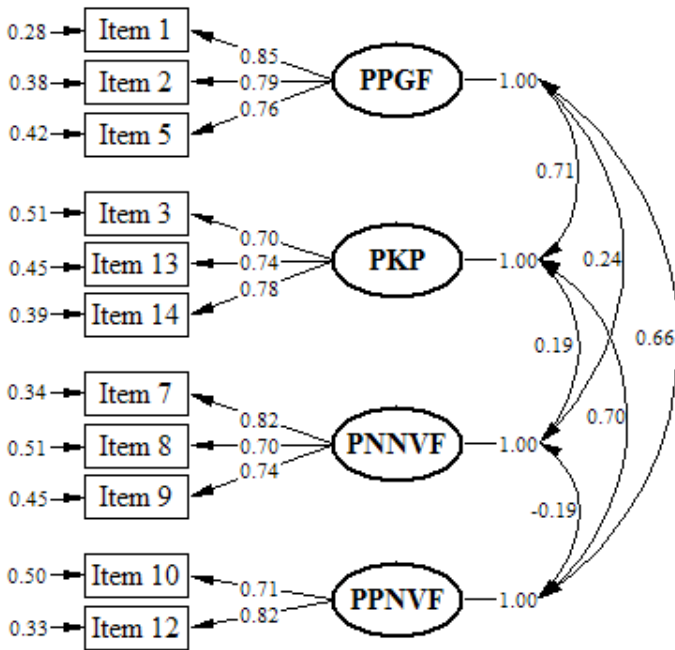 0.28 Item 1
0.85
0.38 Item 2 0.79 PPGF 1.00
0.76
0.42 Item 5
0.71
0.51 Item 3
0.70
0.45 Item 13 0.74 PKP 1.00 0.24
0.78
0.39 Item 14
0.19 0.66
0.34 Item 7
0.82 0.70
0.51 Item 8 0.70 PNNVF 1.00
0.74
0.45 Item 9
-0.19
0.50 Item 10
0.71 PPNVF 1.00
0.82
0.33 Item 12